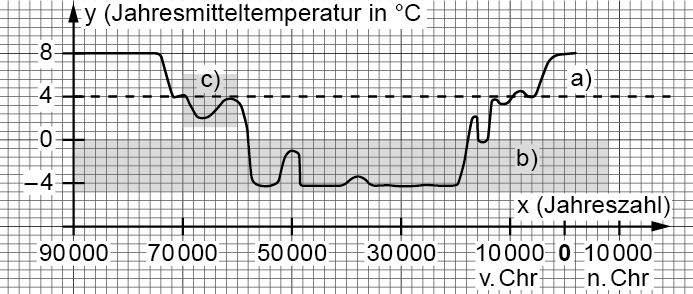 y (Jahresmitteltemperatur in °C
8
c)
a)
4
0
b)
−4
x (Jahreszahl)
90 000 70 000 50 000 30 000 10 000 0 10 000
v. Chr n. Chr